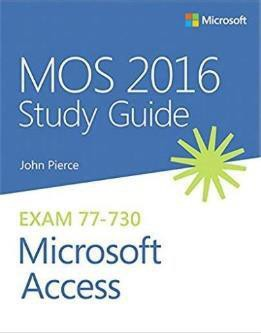 Microsoft
MOS 2016
Study Guide
John Pierce
EXAM 77-730
Microsoft
Access